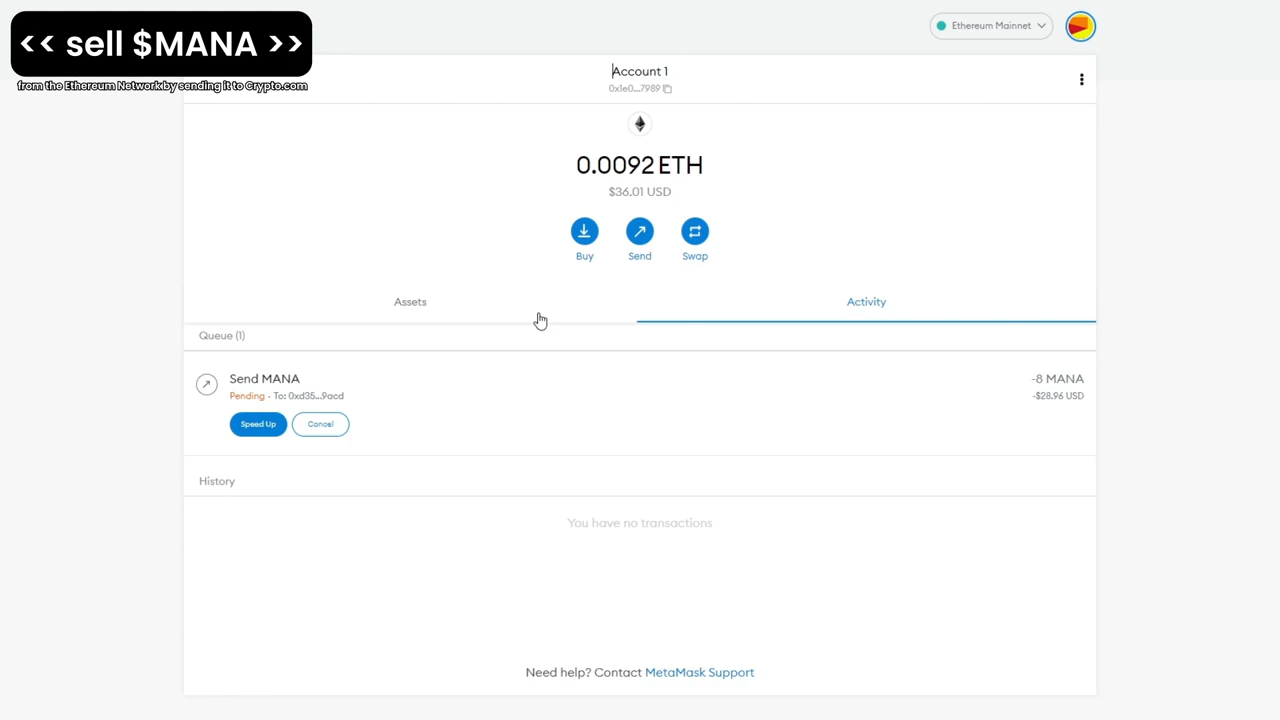 << sell $MANA >>
from the Ethereum Network by sending it to Crypto.com
Ethereum Mainnet
Account 1
0x1e0...7989
0.0092 ETH
$36.01 USD
Buy
Send
Swap
Assets
Activity
Queue (1)
Send MANA
-8 MANA
Pending - To: 0xd35...9acd
-$28.96 USD
Speed Up
Cancel
History
You have no transactions
Need help? Contact MetaMask Support